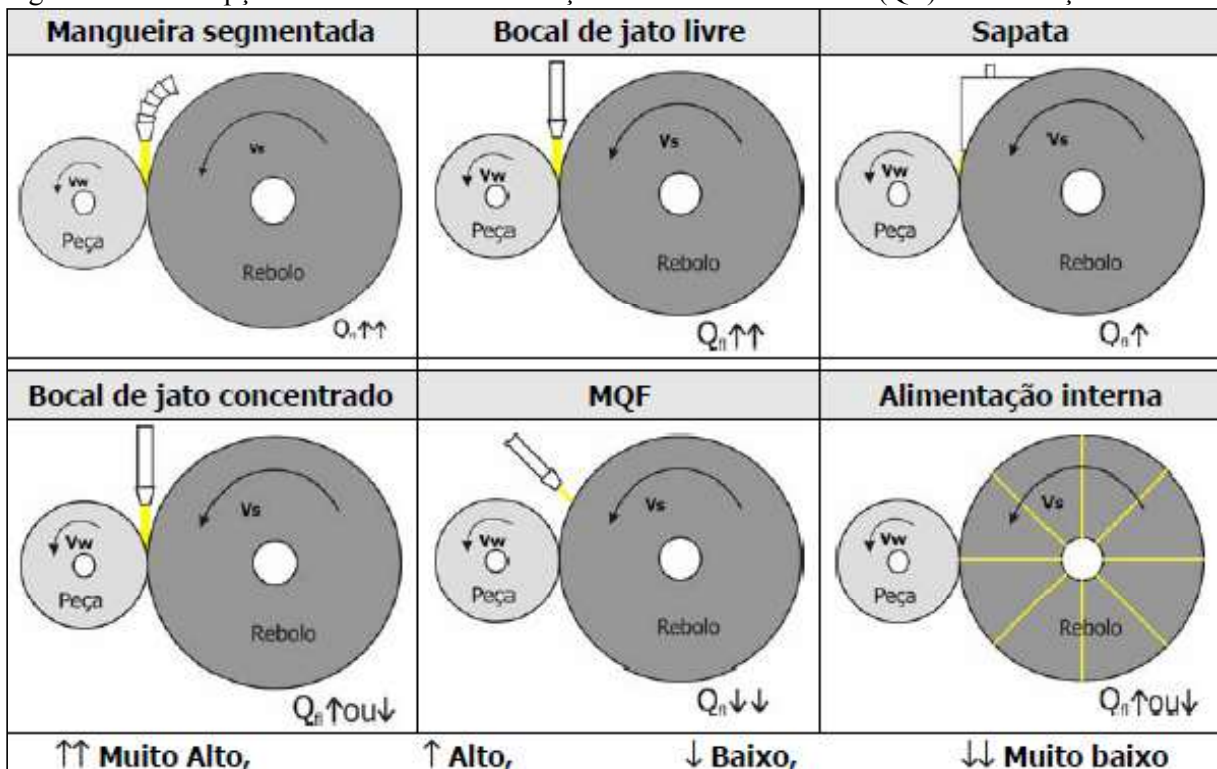 Mangueira segmentada
Bocal de jato livre
Sapata
Vs
Vw
Peça
Rebolo
Qfl↑↑
Vs
Vw
Peça
Rebolo
Qfl↑↑
Vs
Vw
Peça
Rebolo
Qfl↑
Bocal de jato concentrado
MQF
Alimentação interna
Vs
Vw
Peça
Rebolo
Qfl↑ou↓
Vs
Vw
Peça
Rebolo
Qfl↓↓
Vs
Vw
Peça
Rebolo
Qfl↑ou↓
↑↑ Muito Alto, ↑ Alto, ↓ Baixo, ↓↓ Muito baixo